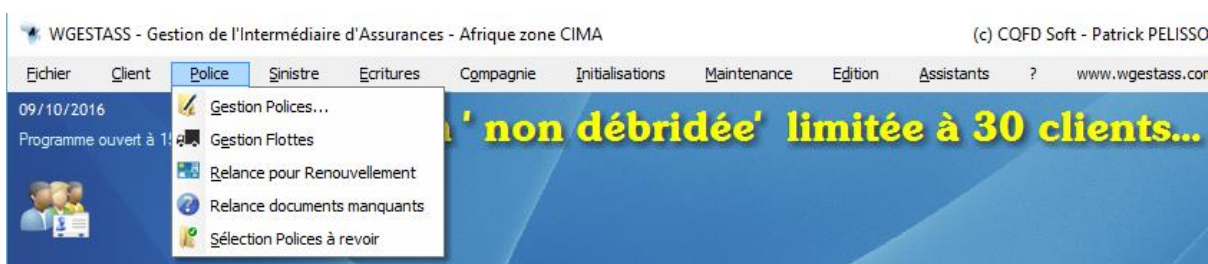 WGESTASS - Gestion de l'Intermédiaire d'Assurances - Afrique zone CIMA (c) CQFD Soft - Patrick PELISSO
Fichier Client Police Sinistre Ecritures Compagnie Initialisations Maintenance Edition Assistants ? www.wgestass.com
09/10/2016
Programme ouvert à
Gestion Polices...
Gestion Flottes
Relance pour Renouvellement
Relance documents manquants
Sélection Polices à revoir
' non débridée' limitée à 30 clients...